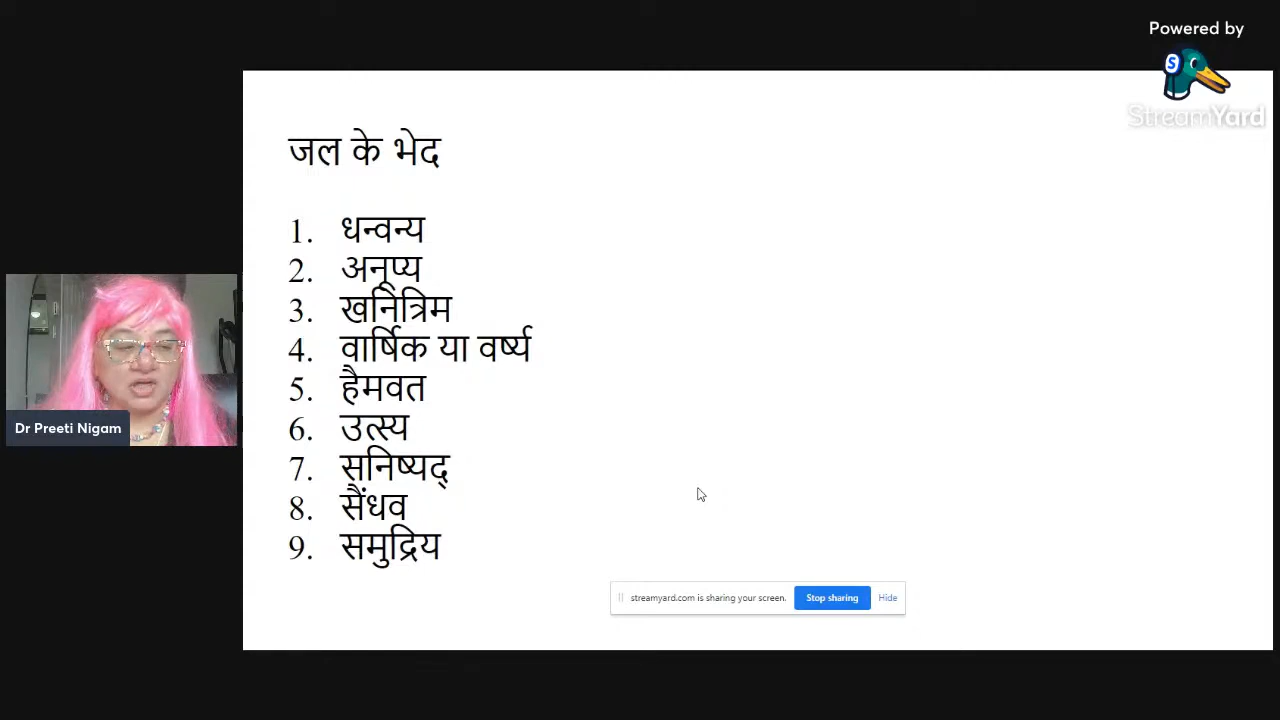 Powered by
StreamYard
जल के भेद
1. धन्वन्य
2. अनूप्य
3. खनित्रिम
4. वार्षिक या वर्ष्य
5. हैमवत
6. उत्स्य
7. सनिष्यद्
8. सैंधव
9. समुद्रिय
Dr Preeti Nigam
streamyard.com is sharing your screen. Stop sharing Hide